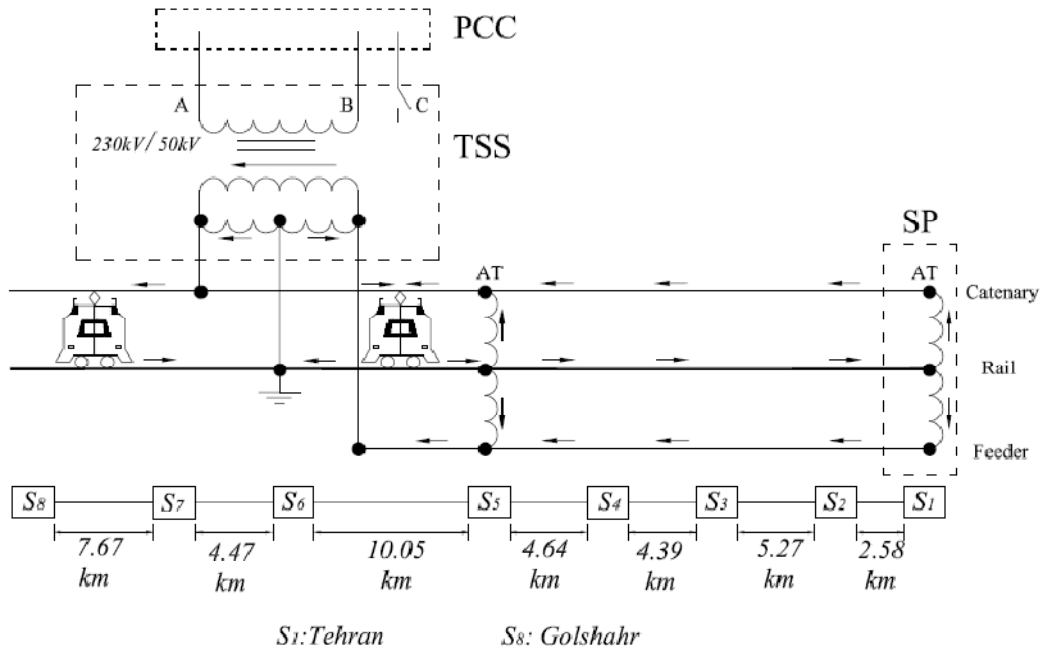 PCC
A B C
230kV/50kV
TSS
SP
AT AT
Catenary
Rail
Feeder
S8 S7 S6 S5 S4 S3 S2 S1
7.67 4.47 10.05 4.64 4.39 5.27 2.58
km km km km km km km
S1:Tehran S8: Golshahr